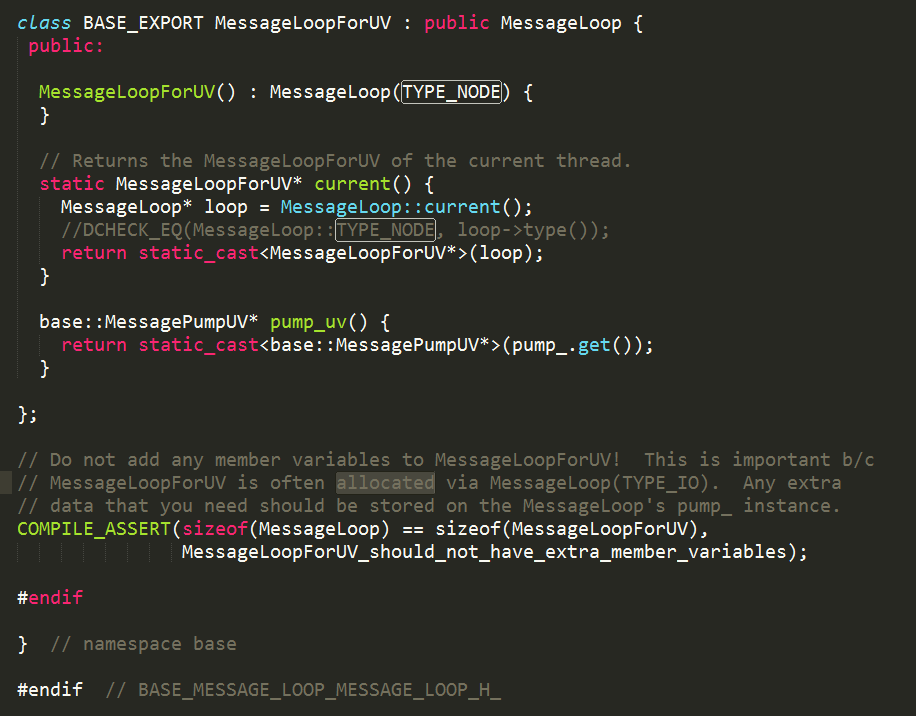 class BASE_EXPORT MessageLoopForUV : public MessageLoop {
public:
MessageLoopForUV() : MessageLoop(TYPE_NODE) {
}
// Returns the MessageLoopForUV of the current thread.
static MessageLoopForUV* current() {
MessageLoop* loop = MessageLoop::current();
//DCHECK_EQ(MessageLoop::TYPE_NODE, loop->type());
return static_cast<MessageLoopForUV*>(loop);
}
base::MessagePumpUV* pump_uv() {
return static_cast<base::MessagePumpUV*>(pump_.get());
}
};
// Do not add any member variables to MessageLoopForUV!  This is important b/c
// MessageLoopForUV is often allocated via MessageLoop(TYPE_IO).  Any extra
// data that you need should be stored on the MessageLoop's pump_ instance.
COMPILE_ASSERT(sizeof(MessageLoop) == sizeof(MessageLoopForUV),
MessageLoopForUV_should_not_have_extra_member_variables);
#endif
}  // namespace base
#endif  // BASE_MESSAGE_LOOP_MESSAGE_LOOP_H_